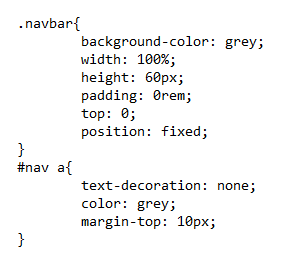 .navbar{
        background-color: grey;
        width: 100%;
        height: 60px;
        padding: 0rem;
        top: 0;
        position: fixed;
}
#nav a{
        text-decoration: none;
        color: grey;
        margin-top: 10px;
}